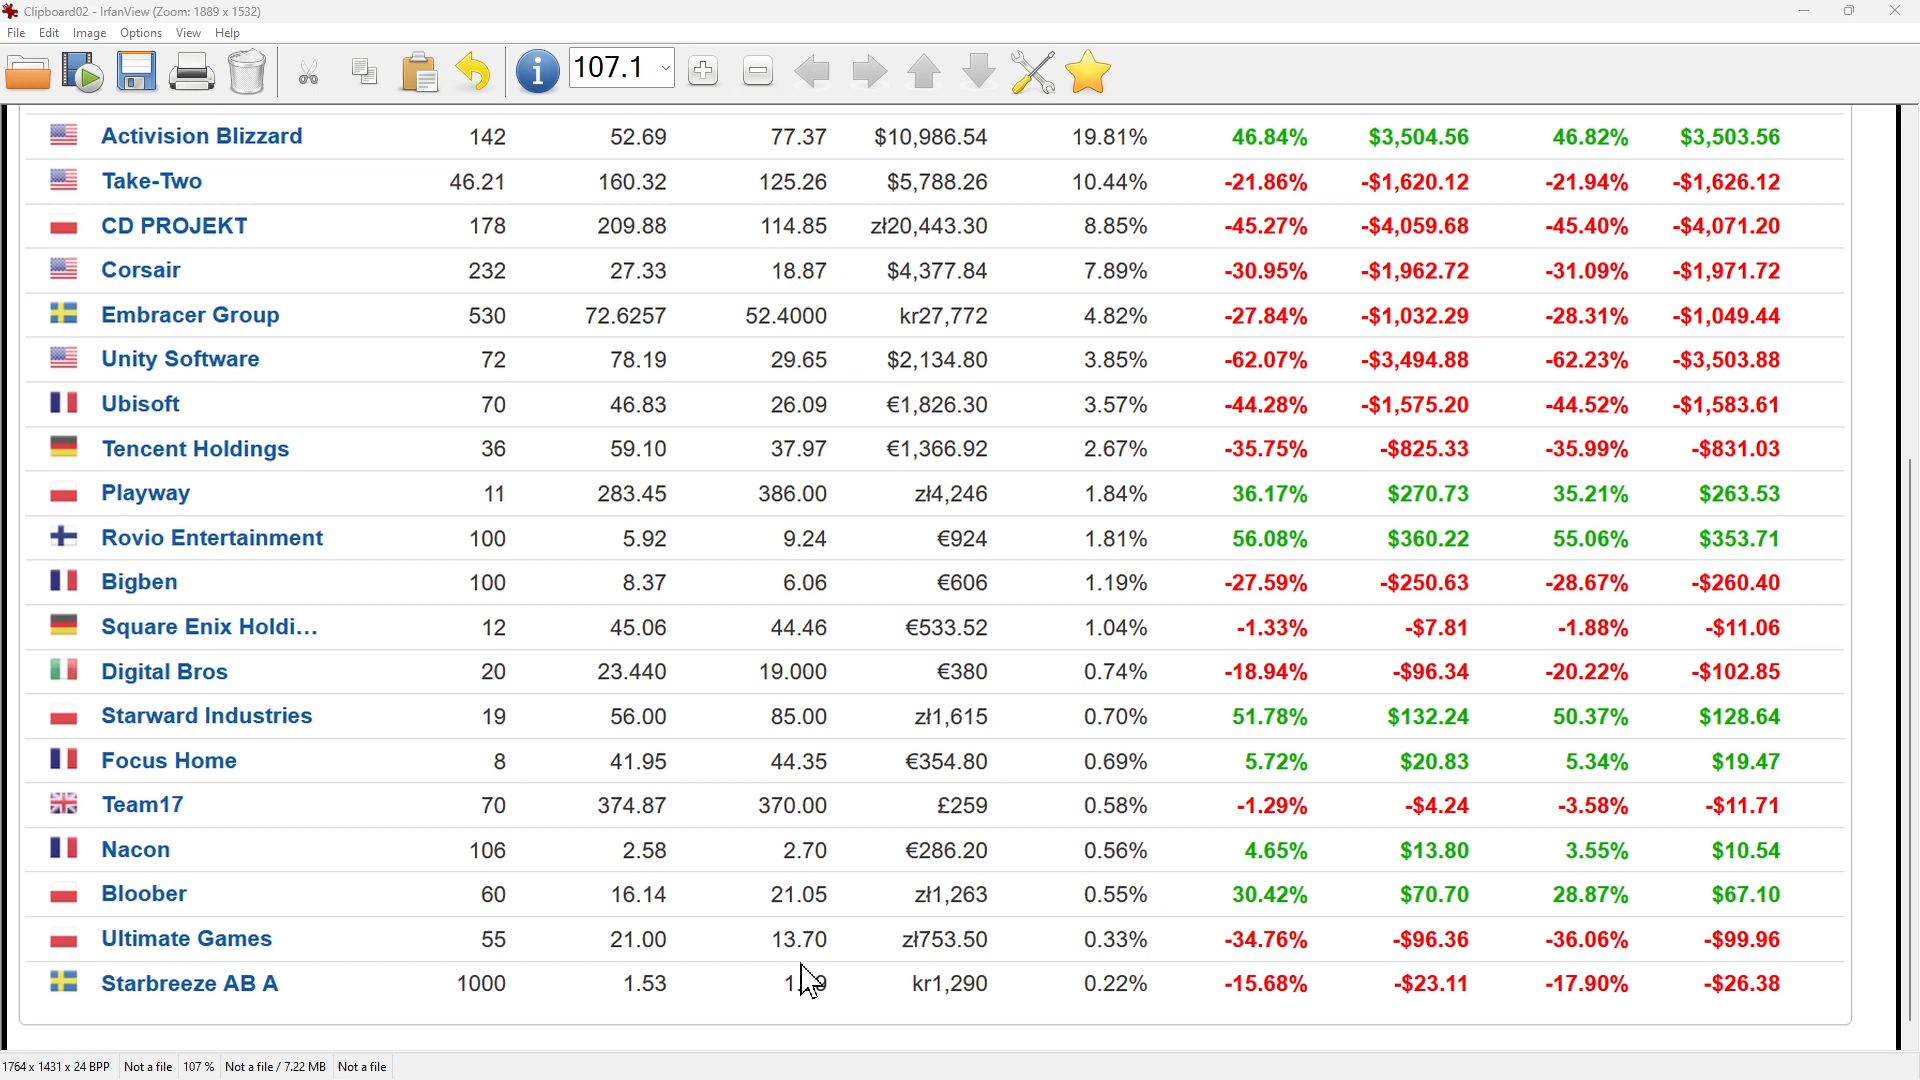 Clipboard02 - IrfanView (Zoom: 1889 x 1532)
File Edit Image Options View Help
107.1
Activision Blizzard 142 52.69 77.37 $10,986.54 19.81% 46.84% $3,504.56 46.82% $3,503.56
Take-Two 46.21 160.32 125.26 $5,788.26 10.44% -21.86% -$1,620.12 -21.94% -$1,626.12
CD PROJEKT 178 209.88 114.85 zł20,443.30 8.85% -45.27% -$4,059.68 -45.40% -$4,071.20
Corsair 232 27.33 18.87 $4,377.84 7.89% -30.95% -$1,962.72 -31.09% -$1,971.72
Embracer Group 530 72.6257 52.4000 kr27,772 4.82% -27.84% -$1,032.29 -28.31% -$1,049.44
Unity Software 72 78.19 29.65 $2,134.80 3.85% -62.07% -$3,494.88 -62.23% -$3,503.88
Ubisoft 70 46.83 26.09 €1,826.30 3.57% -44.28% -$1,575.20 -44.52% -$1,583.61
Tencent Holdings 36 59.10 37.97 €1,366.92 2.67% -35.75% -$825.33 -35.99% -$831.03
Playway 11 283.45 386.00 zł4,246 1.84% 36.17% $270.73 35.21% $263.53
Rovio Entertainment 100 5.92 9.24 €924 1.81% 56.08% $360.22 55.06% $353.71
Bigben 100 8.37 6.06 €606 1.19% -27.59% -$250.63 -28.67% -$260.40
Square Enix Holdi... 12 45.06 44.46 €533.52 1.04% -1.33% -$7.81 -1.88% -$11.06
Digital Bros 20 23.440 19.000 €380 0.74% -18.94% -$96.34 -20.22% -$102.85
Starward Industries 19 56.00 85.00 zł1,615 0.70% 51.78% $132.24 50.37% $128.64
Focus Home 8 41.95 44.35 €354.80 0.69% 5.72% $20.83 5.34% $19.47
Team17 70 374.87 370.00 £259 0.58% -1.29% -$4.24 -3.58% -$11.71
Nacon 106 2.58 2.70 €286.20 0.56% 4.65% $13.80 3.55% $10.54
Bloober 60 16.14 21.05 zł1,263 0.55% 30.42% $70.70 28.87% $67.10
Ultimate Games 55 21.00 13.70 zł753.50 0.33% -34.76% -$96.36 -36.06% -$99.96
Starbreeze AB A 1000 1.53 kr1,290 0.22% -15.68% -$23.11 -17.90% -$26.38
1764 x 1431 x 24 BPP Not a file 107 % Not a file / 7.22 MB Not a file